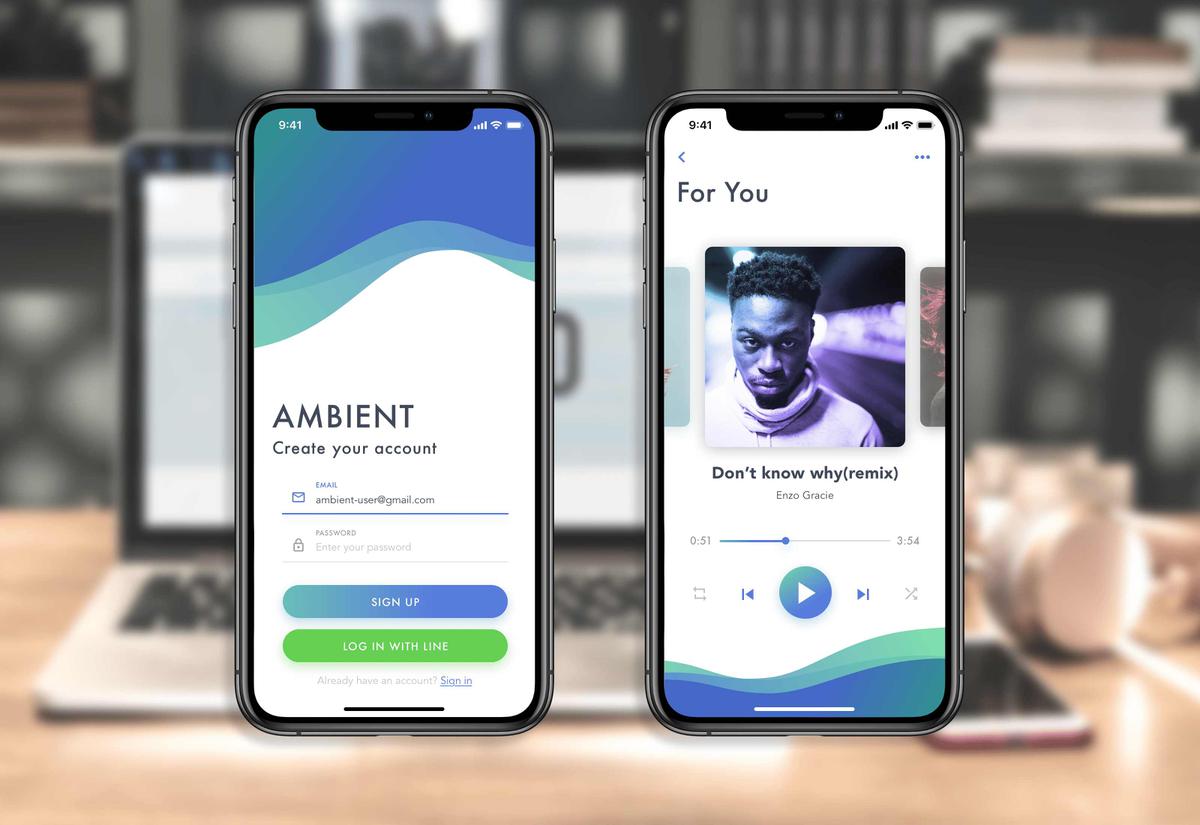 9:41
AMBIENT
Create your account
EMAIL
ambient-user@gmail.com
PASSWORD
Enter your password
SIGN UP
LOG IN WITH LINE
Already have an account? Sign in
9:41
For You
Don’t know why(remix)
Enzo Gracie
0:51
3:54